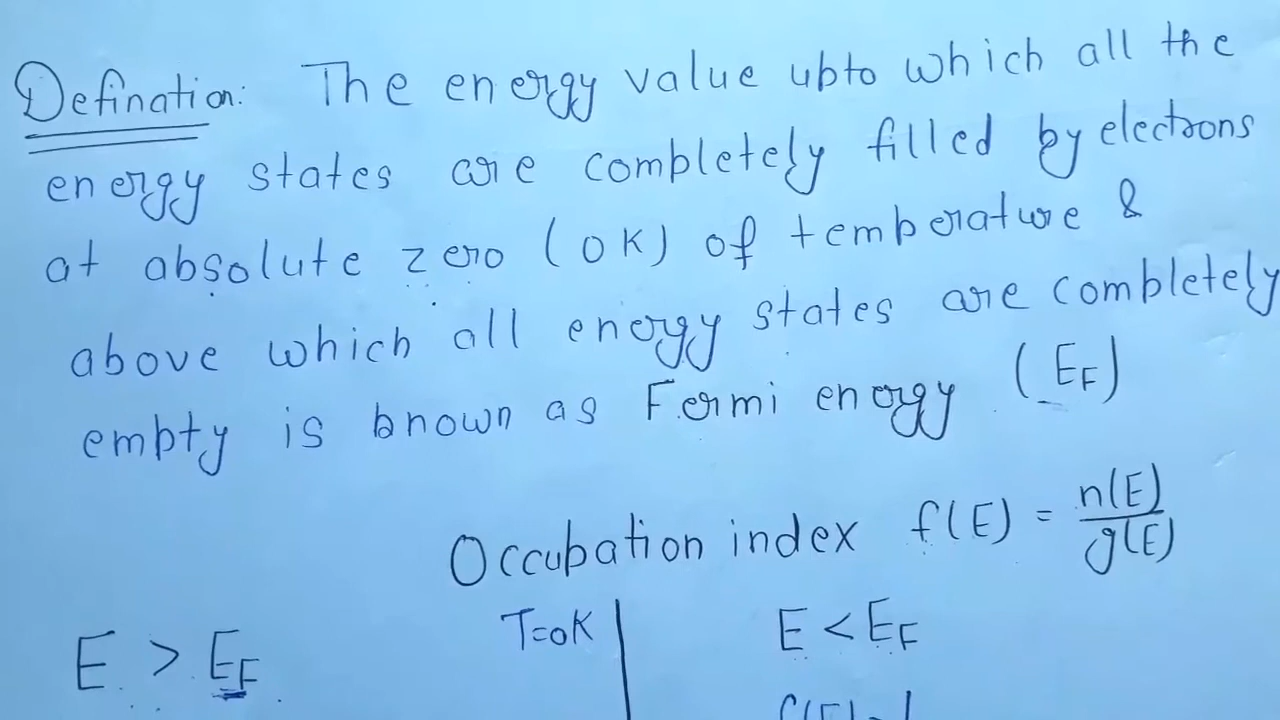 Defination: The energy value upto which all the
energy states are completely filled by electrons
at absolute zero (0K) of temperature &
above which all energy states are completely
empty is known as Fermi energy (EF)
Occupation index f(E) = n(E)/g(E)
E > EF T=0K E < EF